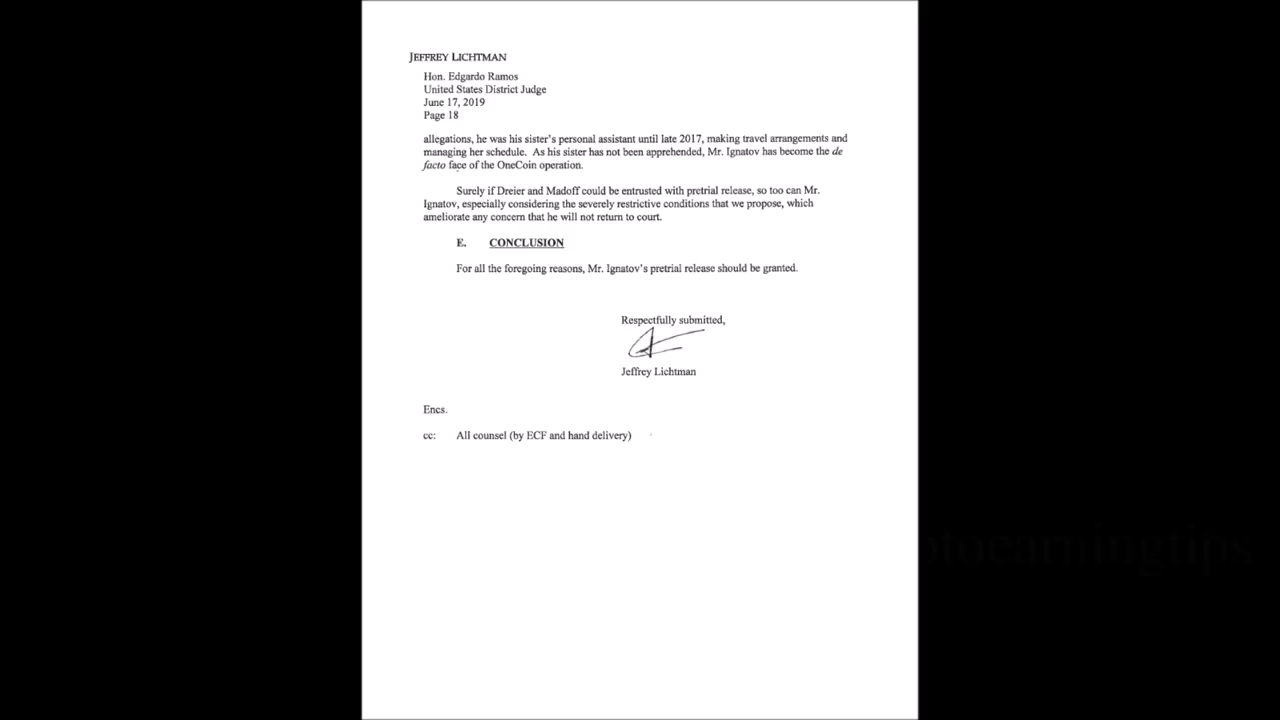 JEFFREY LICHTMAN
Hon. Edgardo Ramos
United States District Judge
June 17, 2019
Page 18
allegations, he was his sister's personal assistant until late 2017, making travel arrangements and
managing her schedule. As his sister has not been apprehended, Mr. Ignatov has become the de
facto face of the OneCoin operation.
Surely if Dreier and Madoff could be entrusted with pretrial release, so too can Mr.
Ignatov, especially considering the severely restrictive conditions that we propose, which
ameliorate any concern that he will not return to court.
E. CONCLUSION
For all the foregoing reasons, Mr. Ignatov's pretrial release should be granted.
Respectfully submitted,
Jeffrey Lichtman
Encs.
cc: All counsel (by ECF and hand delivery)